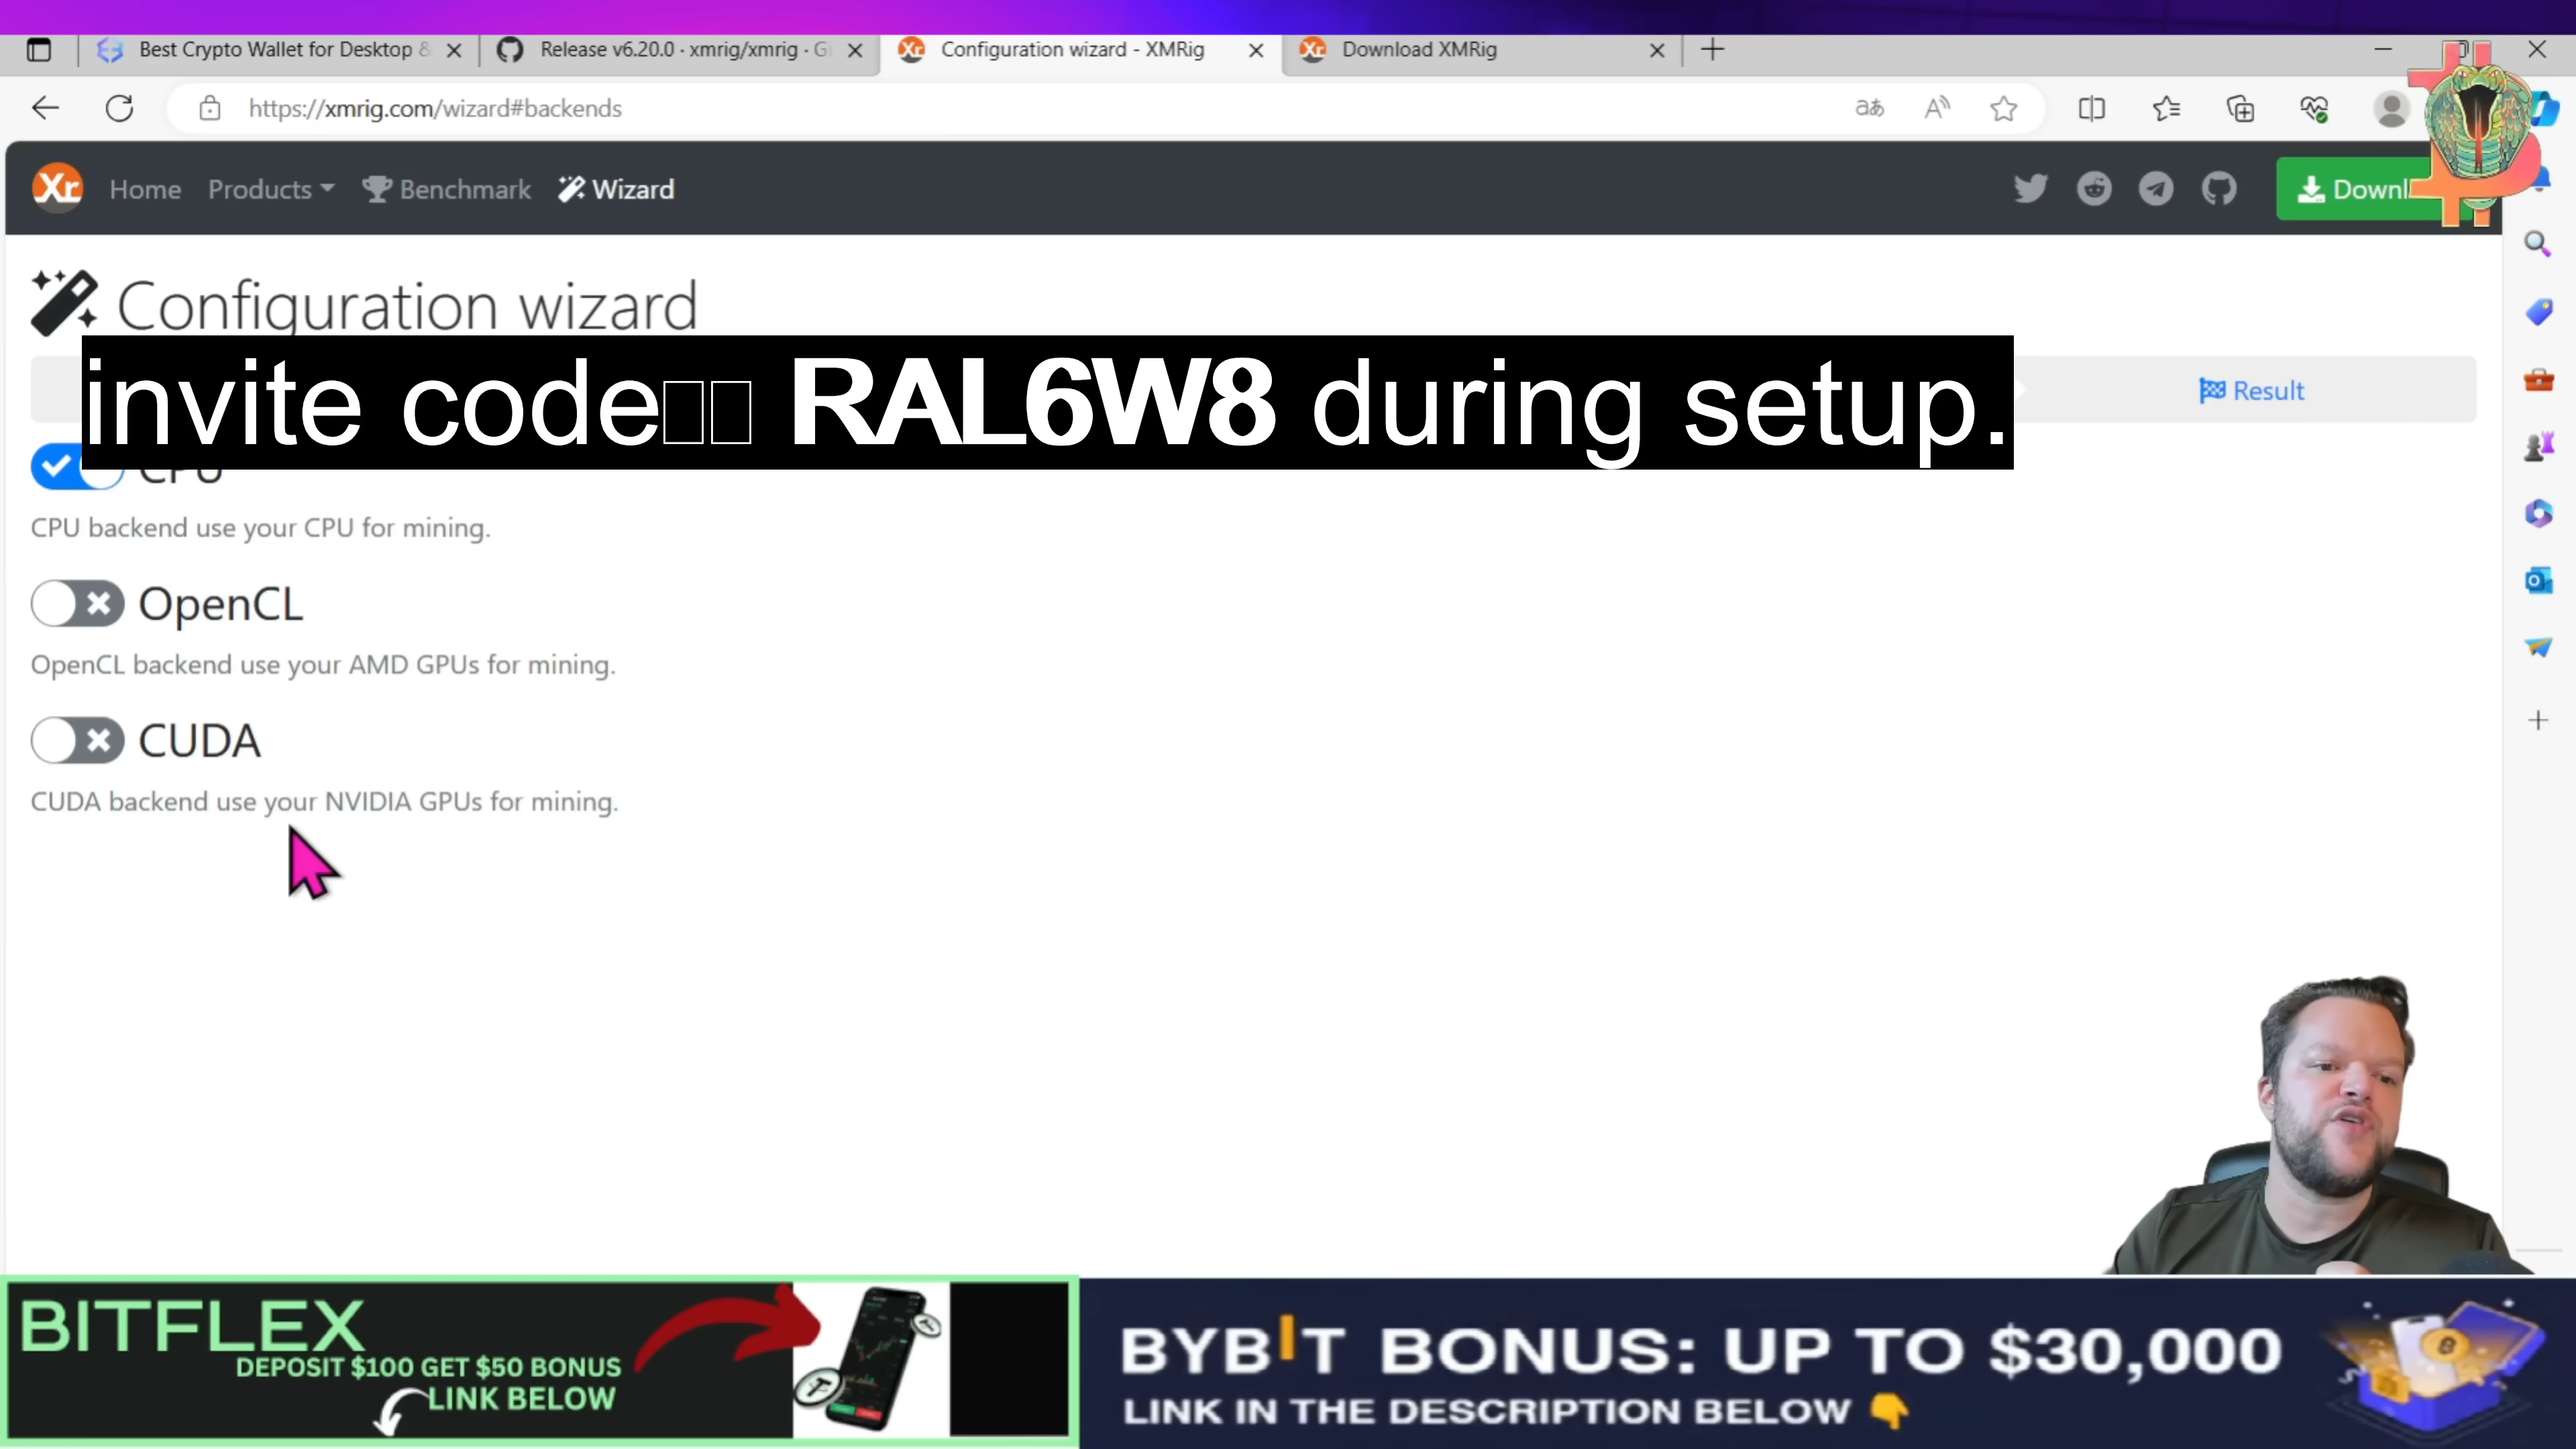 Best Crypto Wallet for Desktop &
Release v6.20.0 · xmrig/xmrig · Gi
Configuration wizard - XMRig
Download XMRig
https://xmrig.com/wizard#backends
Xr
Home
Products
Benchmark
Wizard
Downl
Configuration wizard
invite code RAL6W8 during setup.
Result
CPU
CPU backend use your CPU for mining.
OpenCL
OpenCL backend use your AMD GPUs for mining.
CUDA
CUDA backend use your NVIDIA GPUs for mining.
BITFLEX
DEPOSIT $100 GET $50 BONUS
LINK BELOW
BYBIT BONUS: UP TO $30,000
LINK IN THE DESCRIPTION BELOW